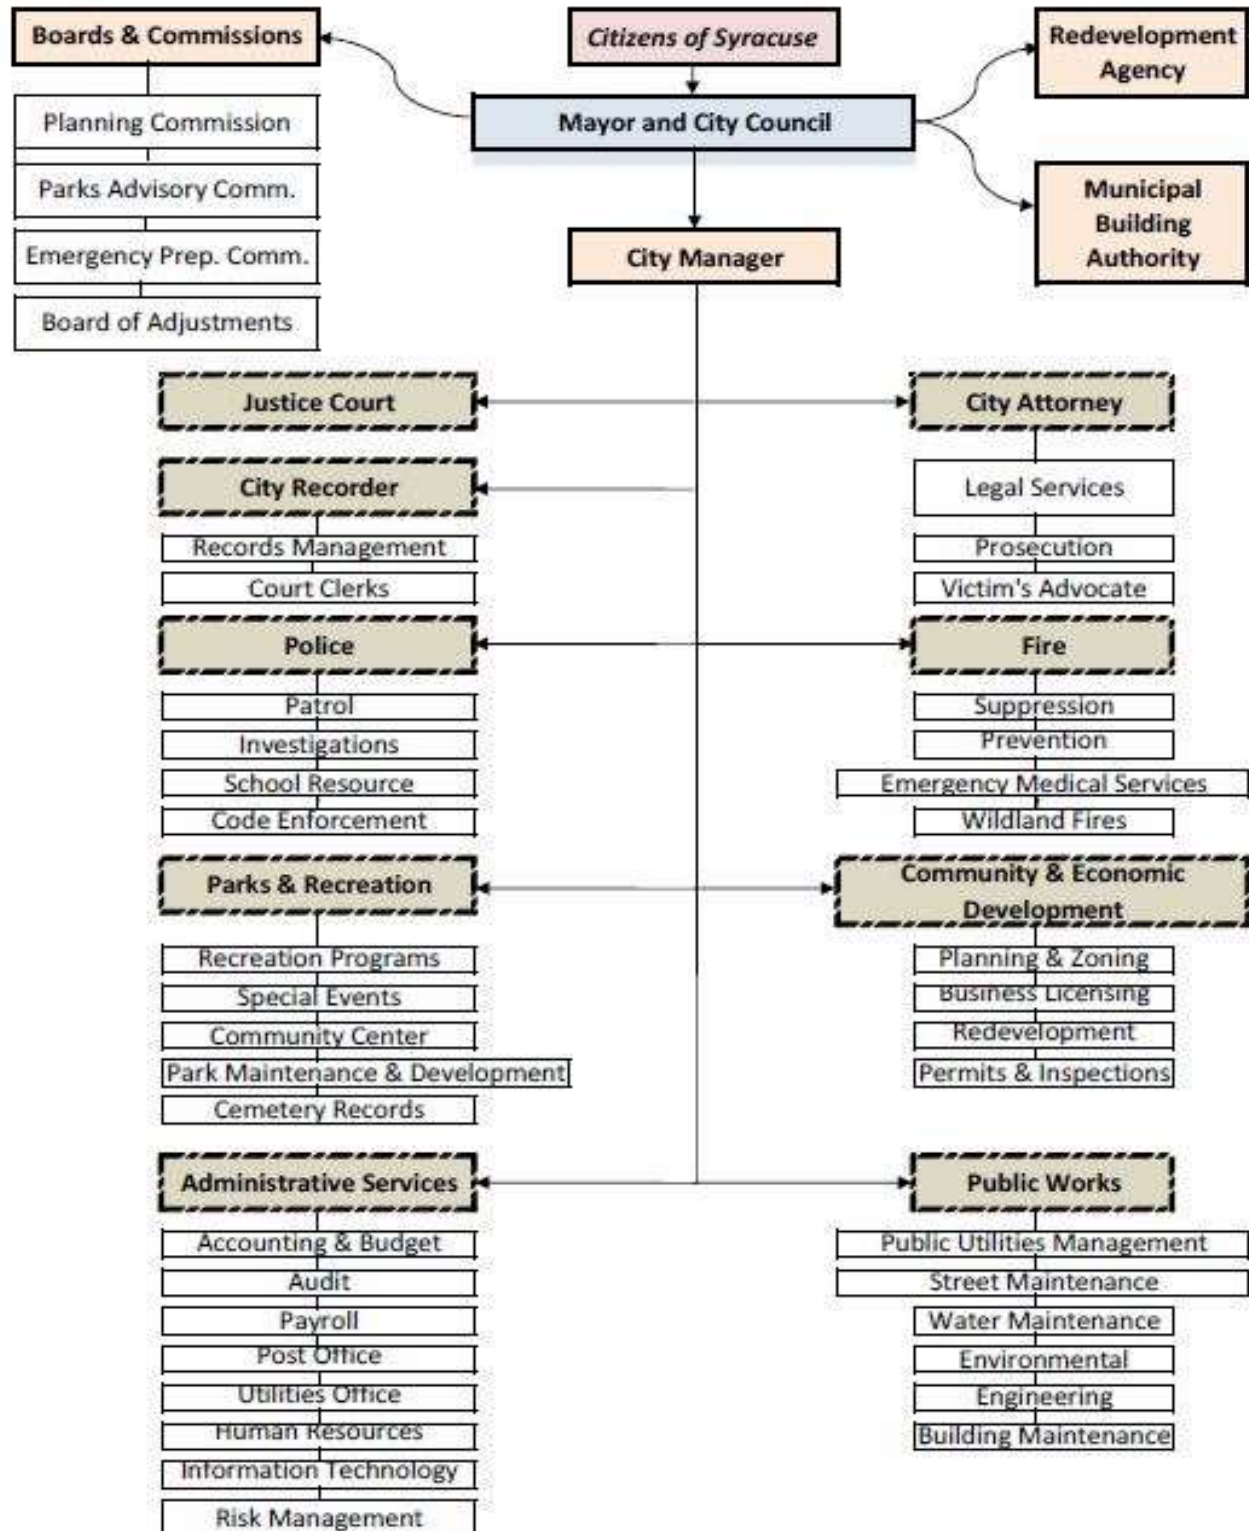 Boards & Commissions
Citizens of Syracuse
Redevelopment
Agency
Planning Commission
Mayor and City Council
Parks Advisory Comm.
Municipal
Building
Authority
Emergency Prep. Comm.
City Manager
Board of Adjustments
Justice Court
City Attorney
City Recorder
Legal Services
Records Management
Prosecution
Court Clerks
Victim's Advocate
Police
Fire
Patrol
Suppression
Investigations
Prevention
School Resource
Emergency Medical Services
Code Enforcement
Wildland Fires
Parks & Recreation
Community & Economic
Development
Recreation Programs
Planning & Zoning
Special Events
Business Licensing
Community Center
Redevelopment
Park Maintenance & Development
Permits & Inspections
Cemetery Records
Administrative Services
Public Works
Accounting & Budget
Public Utilities Management
Audit
Street Maintenance
Payroll
Water Maintenance
Post Office
Environmental
Utilities Office
Engineering
Human Resources
Building Maintenance
Information Technology
Risk Management